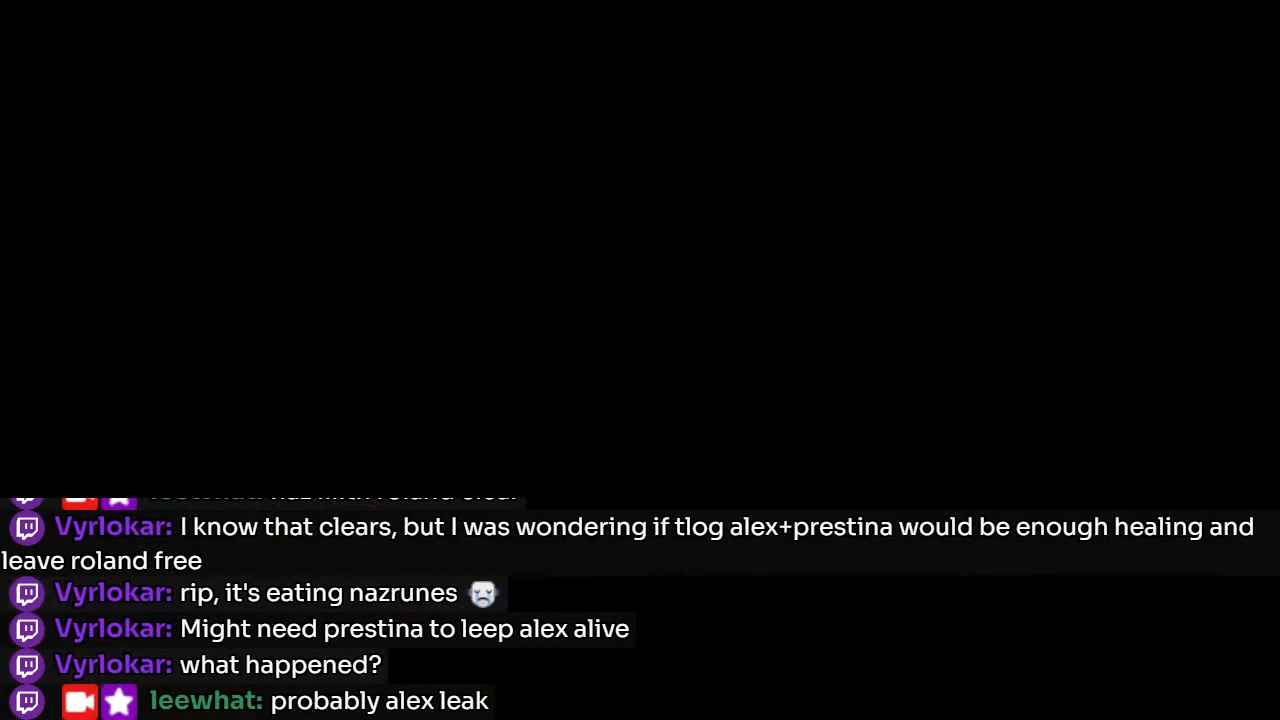 Vyrlokar: I know that clears, but I was wondering if tlog alex+prestina would be enough healing and
leave roland free
Vyrlokar: rip, it's eating nazrunes
Vyrlokar: Might need prestina to leep alex alive
Vyrlokar: what happened?
leewhat: probably alex leak